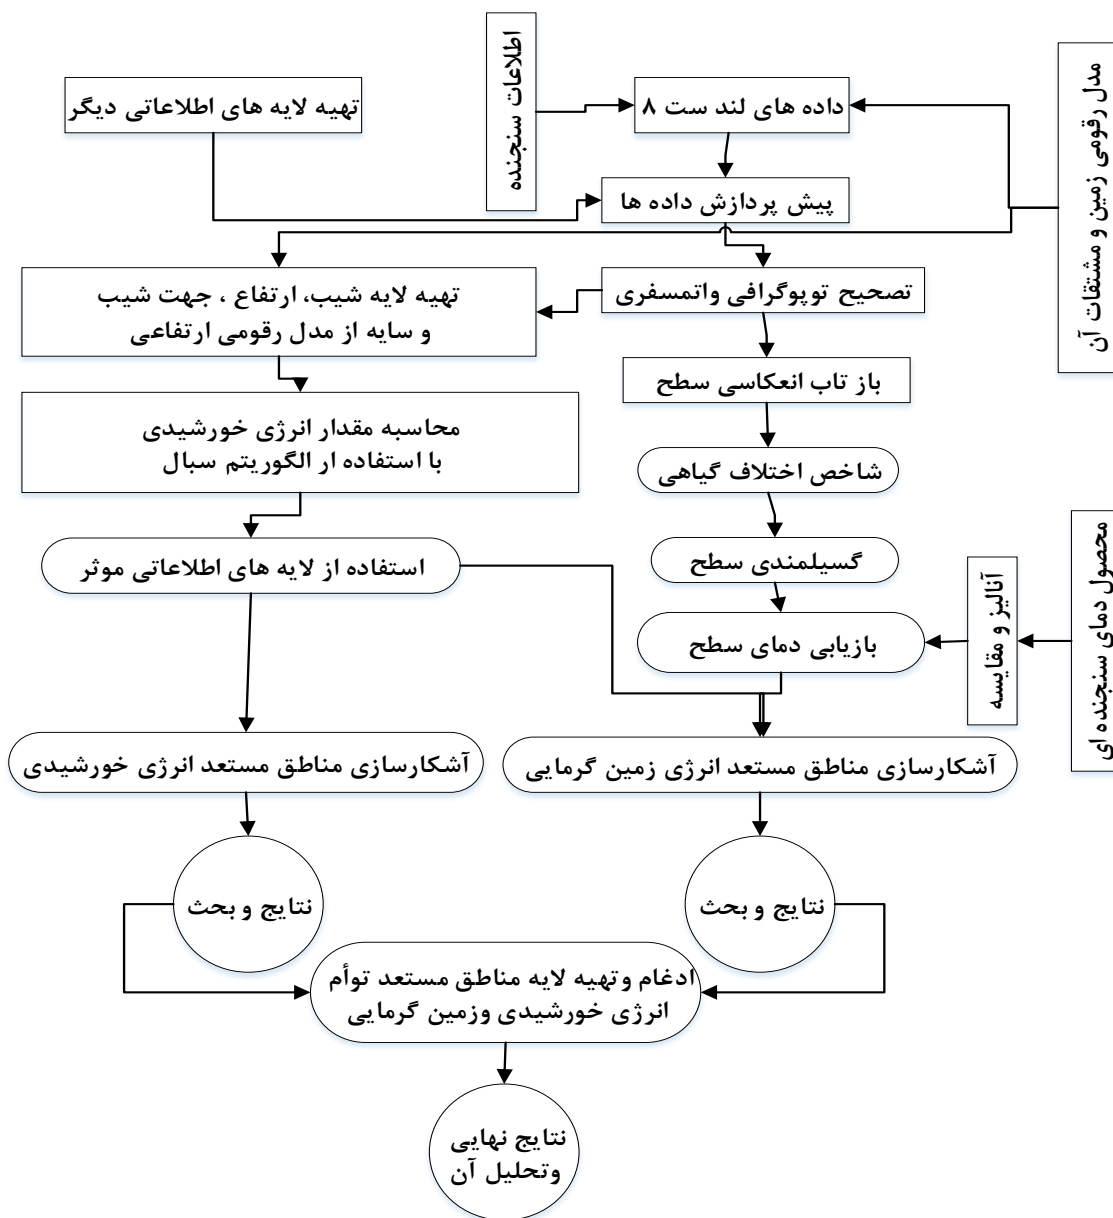 اطلاعات سنجنده
مدل رقومی زمین و مشتقات آن
تهیه لایه های اطلاعاتی دیگر
داده های لند ست ۸
پیش پردازش داده ها
تهیه لایه شیب، ارتفاع ، جهت شیب
و سایه از مدل رقومی ارتفاعی
تصحیح توپوگرافی واتمسفری
باز تاب انعکاسی سطح
محاسبه مقدار انرژی خورشیدی
با استفاده ار الگوریتم سبال
شاخص اختلاف گیاهی
استفاده از لایه های اطلاعاتی موثر
گسیلمندی سطح
محصول دمای سنجنده ای
آنالیز و مقایسه
بازیابی دمای سطح
آشکارسازی مناطق مستعد انرژی زمین گرمایی
آشکارسازی مناطق مستعد انرژی خورشیدی
نتایج و بحث
نتایج و بحث
ادغام وتهیه لایه مناطق مستعد توأم
انرژی خورشیدی وزمین گرمایی
نتایج نهایی
وتحلیل آن